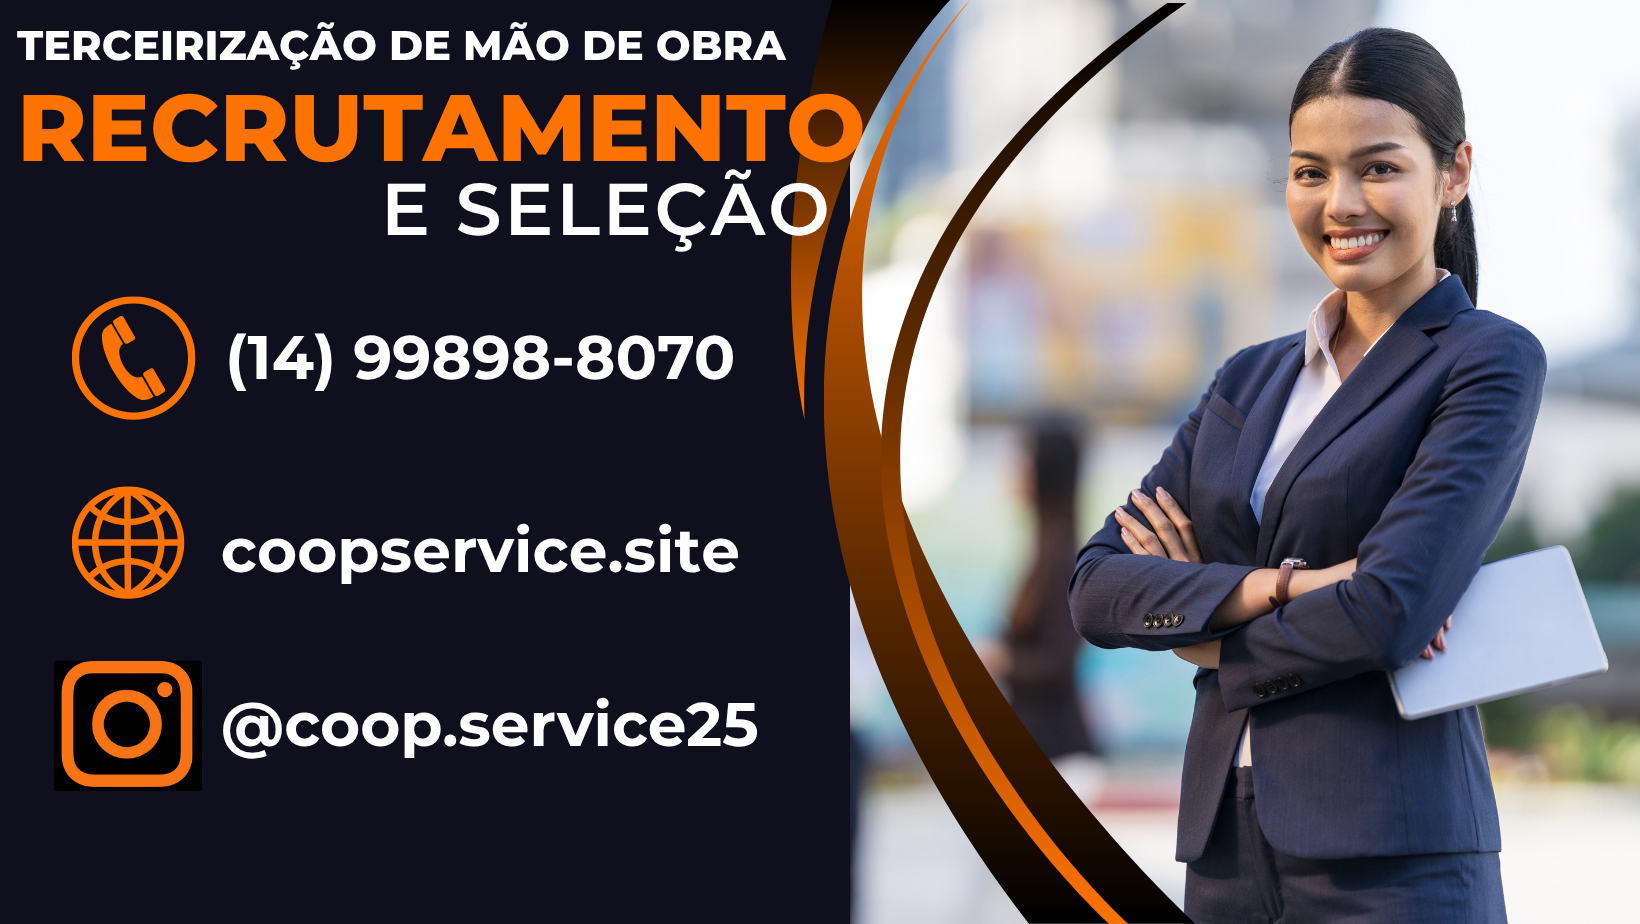 TERCEIRIZAÇÃO DE MÃO DE OBRA
RECRUTAMENTO
E SELEÇÃO
(14) 99898-8070
coopservice.site
@coop.service25